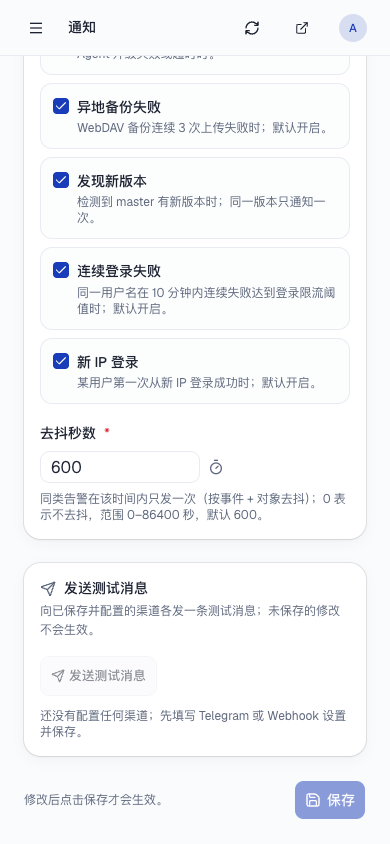 通知
A
异地备份失败
WebDAV 备份连续 3 次上传失败时；默认开启。
发现新版本
检测到 master 有新版本时；同一版本只通知一
次。
连续登录失败
同一用户名在 10 分钟内连续失败达到登录限流阈
值时；默认开启。
新 IP 登录
某用户第一次从新 IP 登录成功时；默认开启。
去抖秒数 *
600
同类告警在该时间内只发一次（按事件 + 对象去抖）；0 表
示不去抖，范围 0–86400 秒，默认 600。
发送测试消息
向已保存并配置的渠道各发一条测试消息；未保存的修改
不会生效。
发送测试消息
还没有配置任何渠道；先填写 Telegram 或 Webhook 设置
并保存。
修改后点击保存才会生效。
保存